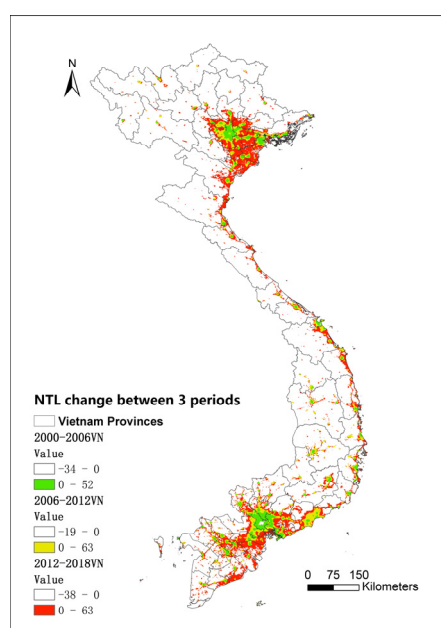 N
NTL change between 3 periods
Vietnam Provinces
2000-2006VN
Value
-34 - 0
0 - 52
2006-2012VN
Value
-19 - 0
0 - 63
2012-2018VN
Value
-38 - 0
0 - 63
0 75 150
Kilometers